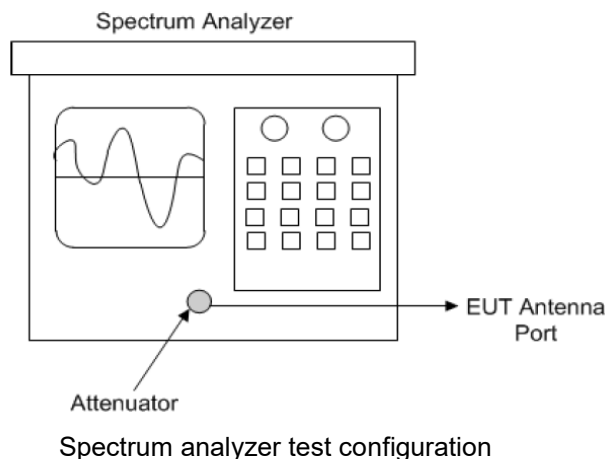 Spectrum Analyzer
EUT Antenna
Port
Attenuator
Spectrum analyzer test configuration